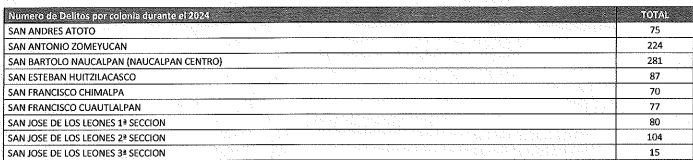 Numero de Delitos por colonia durante el 2024 TOTAL
SAN ANDRES ATOTO 75
SAN ANTONIO ZOMEYUCAN 224
SAN BARTOLO NAUCALPAN (NAUCALPAN CENTRO) 281
SAN ESTEBAN HUITZILACASCO 87
SAN FRANCISCO CHIMALPA 70
SAN FRANCISCO CUAUTLALPAN 77
SAN JOSE DE LOS LEONES 1ª SECCION 80
SAN JOSE DE LOS LEONES 2ª SECCION 104
SAN JOSE DE LOS LEONES 3ª SECCION 15